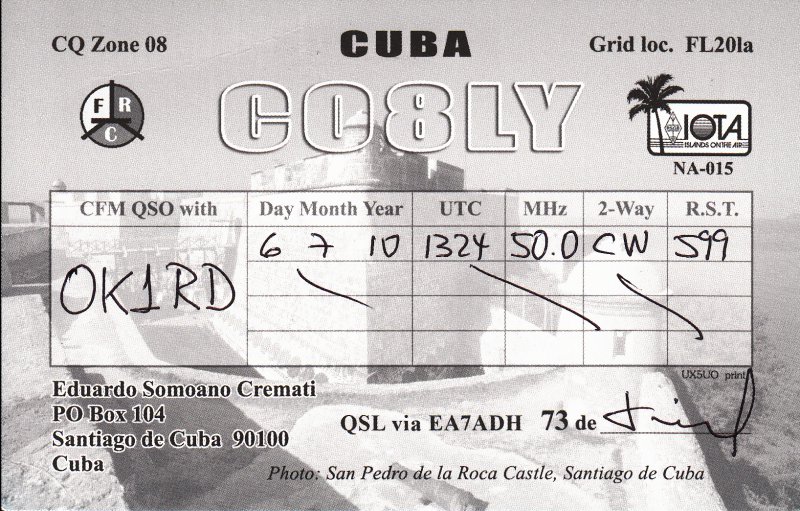 CQ Zone 08
CUBA
Grid loc. FL20la
F R C
CO8LY
IOTA
ISLANDS ON THE AIR
NA-015
CFM QSO with Day Month Year UTC MHz 2-Way R.S.T.
OK1RD 6 7 10 1324 50.0 CW 599
UX5UO print
Eduardo Somoano Cremati
PO Box 104
Santiago de Cuba 90100
Cuba
QSL via EA7ADH 73 de
Photo: San Pedro de la Roca Castle, Santiago de Cuba